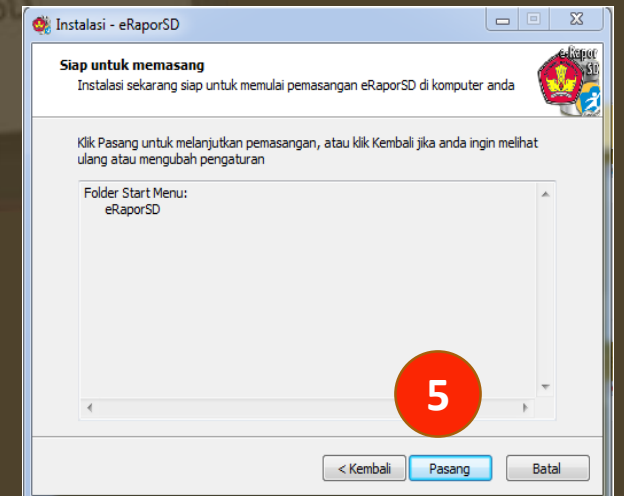 Instalasi - eRaporSD
Siap untuk memasang
Instalasi sekarang siap untuk memulai pemasangan eRaporSD di komputer anda
e-Rapor
SD
Klik Pasang untuk melanjutkan pemasangan, atau klik Kembali jika anda ingin melihat
ulang atau mengubah pengaturan
Folder Start Menu:
eRaporSD
5
< Kembali
Pasang
Batal